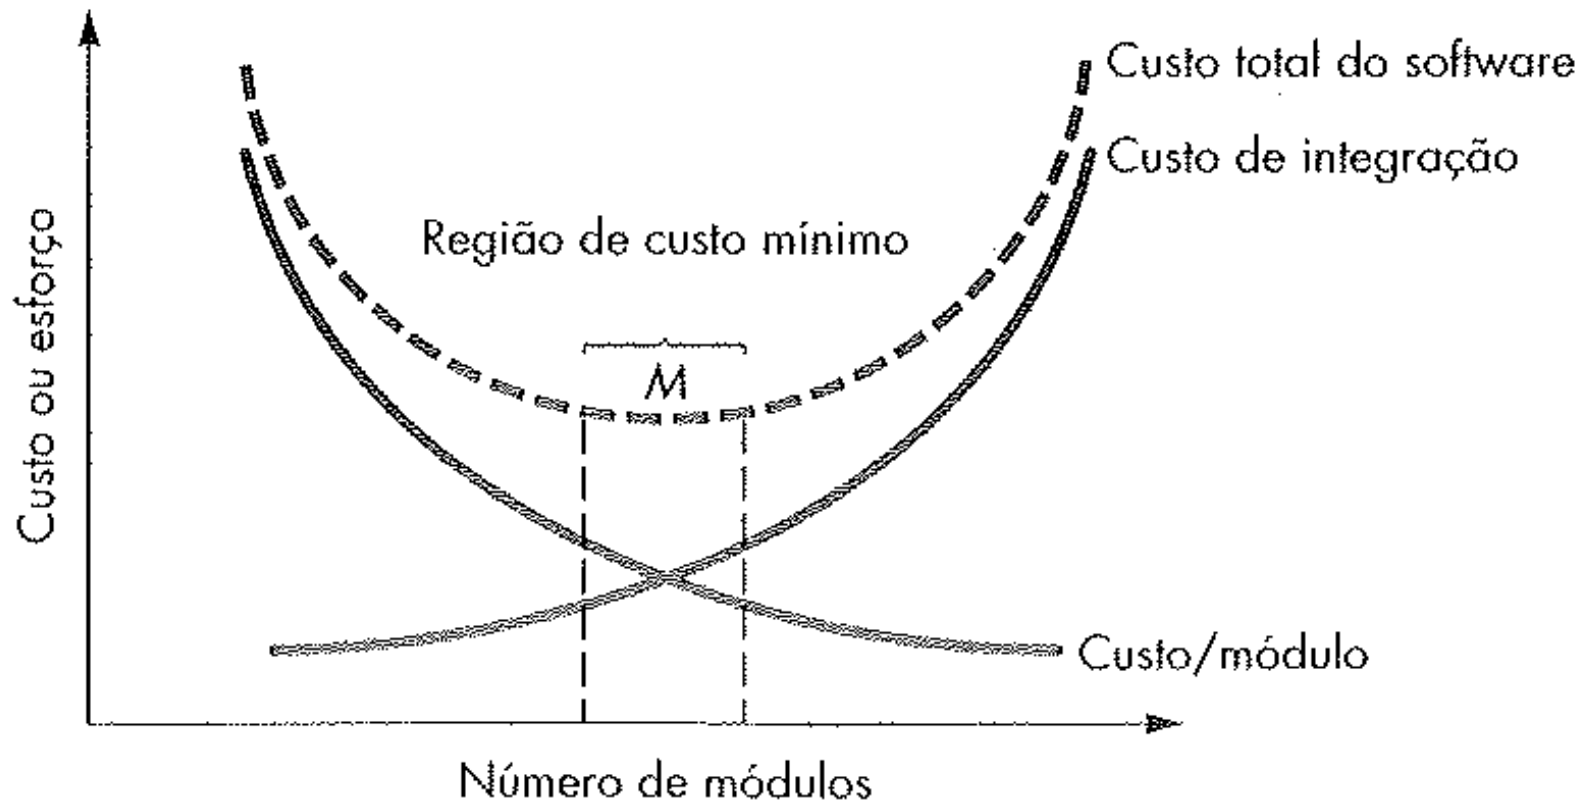 Custo total do software
Custo de integração
Região de custo mínimo
M
Custo ou esforço
Custo/módulo
Número de módulos